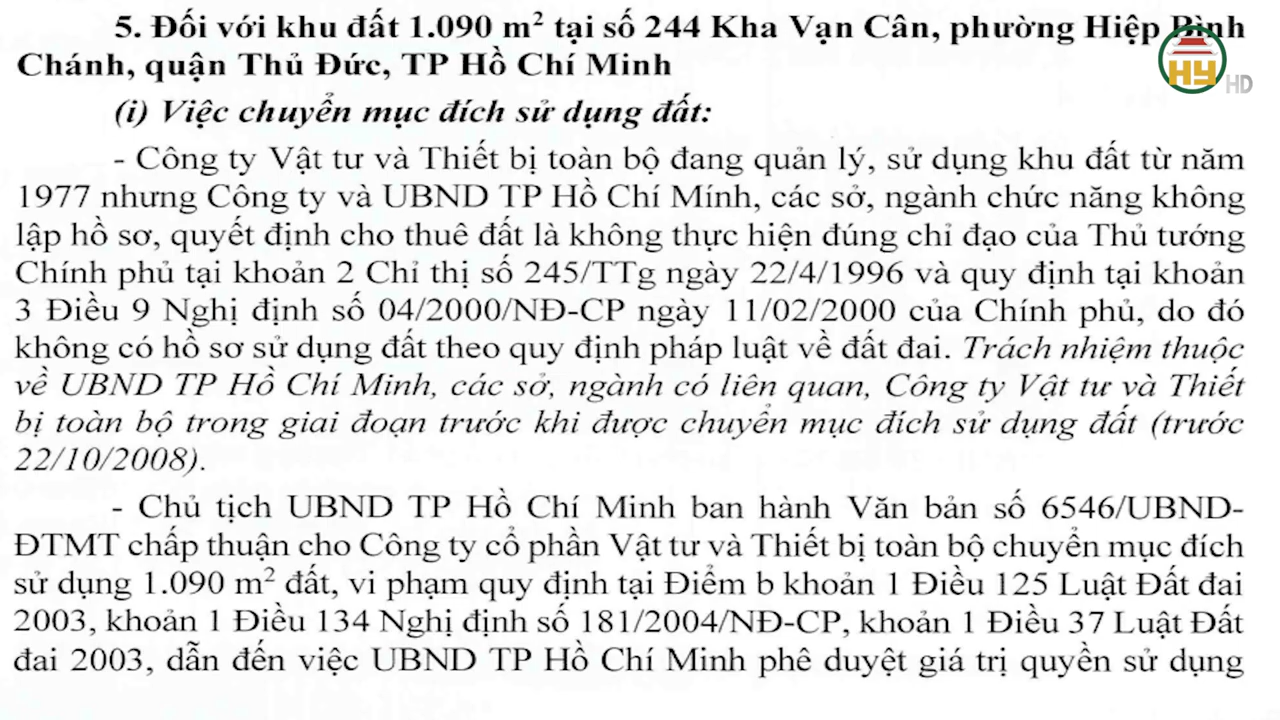 5. Đối với khu đất 1.090 m² tại số 244 Kha Vạn Cân, phường Hiệp Bình
Chánh, quận Thủ Đức, TP Hồ Chí Minh
(i) Việc chuyển mục đích sử dụng đất:
- Công ty Vật tư và Thiết bị toàn bộ đang quản lý, sử dụng khu đất từ năm
1977 nhưng Công ty và UBND TP Hồ Chí Mính, các sở, ngành chức năng không
lập hồ sơ, quyết định cho thuê đất là không thực hiện đúng chỉ đạo của Thủ tướng
Chính phủ tại khoản 2 Chỉ thị số 245/TTg ngày 22/4/1996 và quy định tại khoản
3 Điều 9 Nghị định số 04/2000/NĐ-CP ngày 11/02/2000 của Chính phủ, do đó
không có hồ sơ sử dụng đất theo quy định pháp luật về đất đai. Trách nhiệm thuộc
về UBND TP Hồ Chí Minh, các sở, ngành có liên quan, Công ty Vật tư và Thiết
bị toàn bộ trong giai đoạn trước khi được chuyển mục đích sử dụng đất (trước
22/10/2008).
- Chủ tịch UBND TP Hồ Chí Minh ban hành Văn bản số 6546/UBND-
ĐTMT chấp thuận cho Công ty cổ phần Vật tư và Thiết bị toàn bộ chuyển mục đích
sử dụng 1.090 m² đất, vi phạm quy định tại Điểm b khoản 1 Điều 125 Luật Đất đai
2003, khoản 1 Điều 134 Nghị định số 181/2004/NĐ-CP, khoản 1 Điều 37 Luật Đất
đai 2003, dẫn đến việc UBND TP Hồ Chí Minh phê duyệt giá trị quyền sử dụng
HY HD